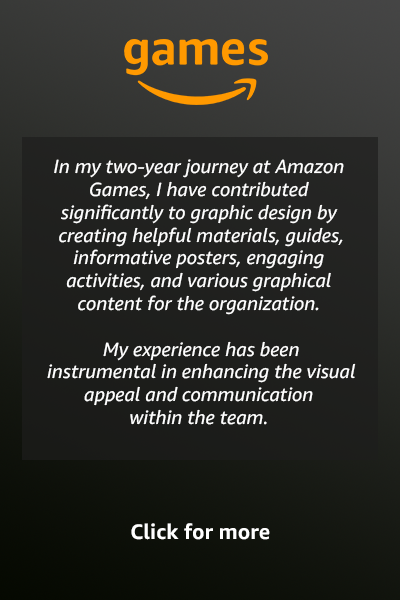 games
In my two-year journey at Amazon
Games, I have contributed
significantly to graphic design by
creating helpful materials, guides,
informative posters, engaging
activities, and various graphical
content for the organization.
My experience has been
instrumental in enhancing the visual
appeal and communication
within the team.
Click for more